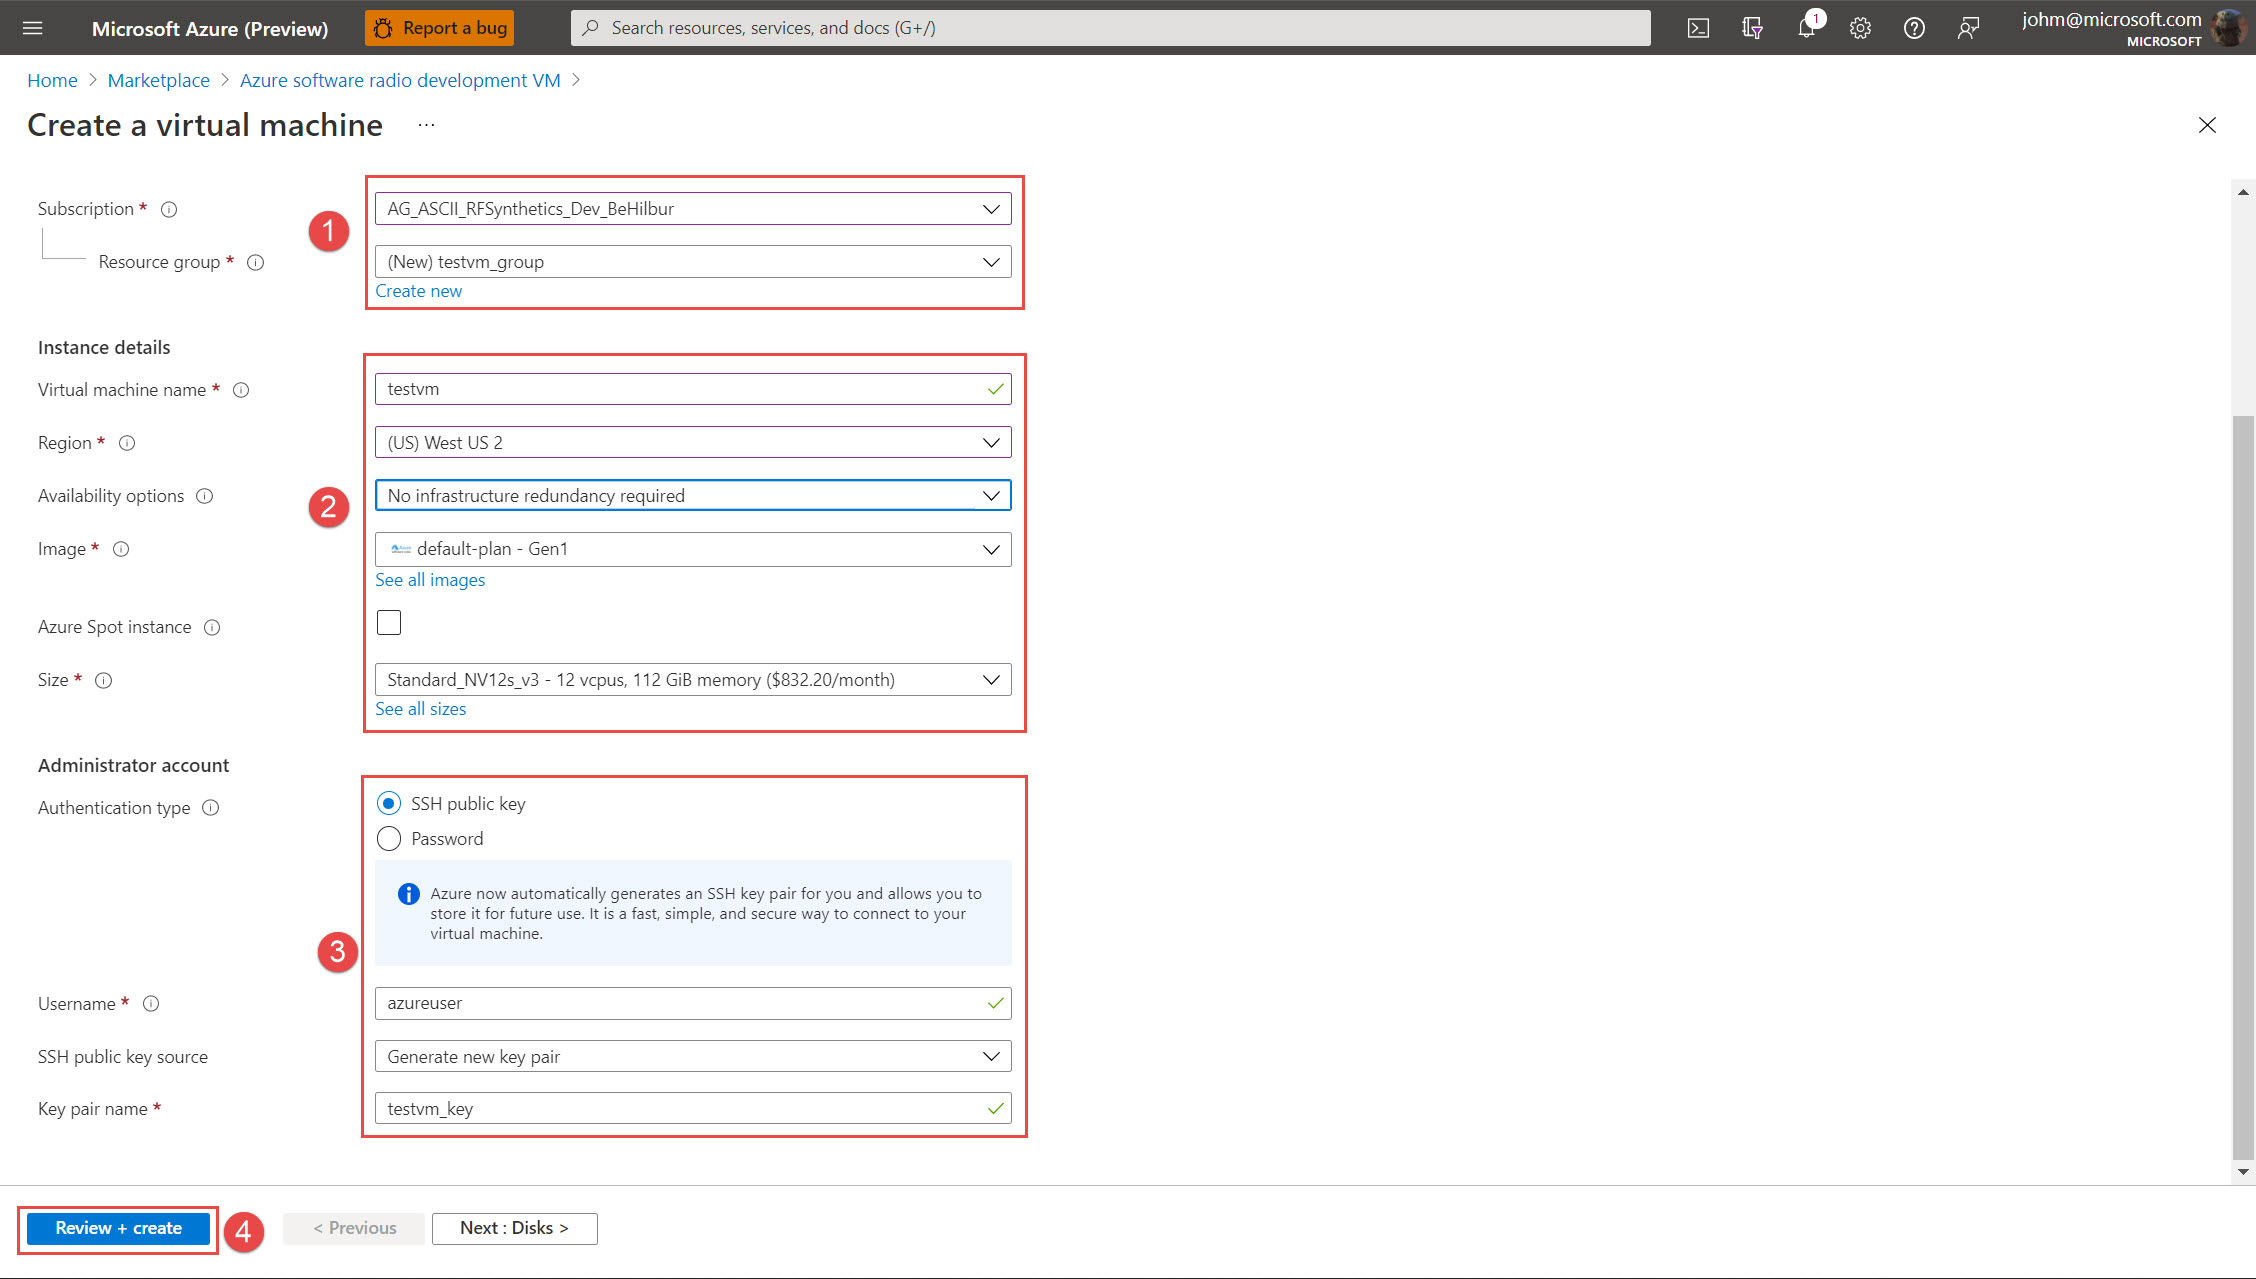 Microsoft Azure (Preview)
Report a bug
Search resources, services, and docs (G+/)
1
johm@microsoft.com
MICROSOFT
Home > Marketplace > Azure software radio development VM >
Create a virtual machine ...
Subscription *
AG_ASCII_RFSynthetics_Dev_BeHilbur
1
Resource group *
(New) testvm_group
Create new
Instance details
Virtual machine name *
testvm
Region *
(US) West US 2
Availability options
No infrastructure redundancy required
2
Image *
default-plan - Gen1
See all images
Azure Spot instance
Size *
Standard_NV12s_v3 - 12 vcpus, 112 GiB memory ($832.20/month)
See all sizes
Administrator account
Authentication type
SSH public key
Password
Azure now automatically generates an SSH key pair for you and allows you to
store it for future use. It is a fast, simple, and secure way to connect to your
virtual machine.
3
Username *
azureuser
SSH public key source
Generate new key pair
Key pair name *
testvm_key
Review + create
4
< Previous
Next : Disks >